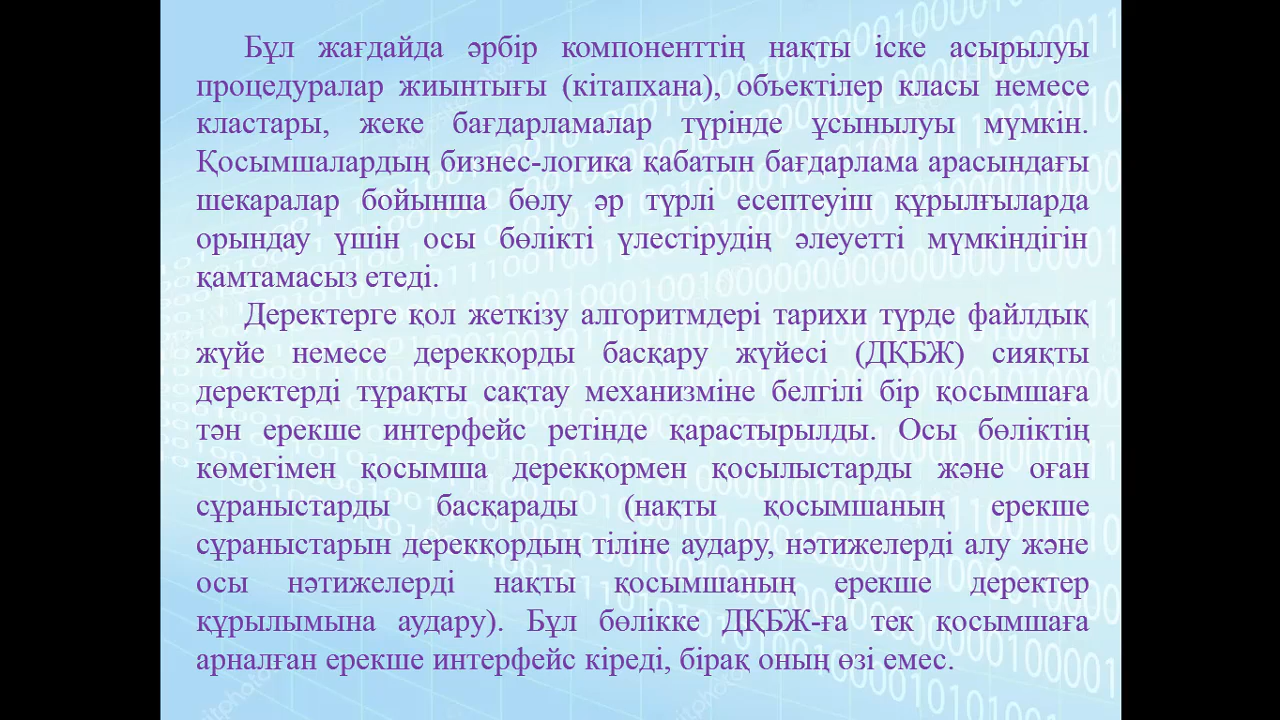 Бұл жағдайда әрбір компоненттің нақты іске асырылуы
процедуралар жиынтығы (кітапхана), объектілер класы немесе
кластары, жеке бағдарламалар түрінде ұсынылуы мүмкін.
Қосымшалардың бизнес-логика қабатын бағдарлама арасындағы
шекаралар бойынша бөлу әр түрлі есептеуіш құрылғыларда
орындау үшін осы бөлікті үлестірудің әлеуетті мүмкіндігін
қамтамасыз етеді.
Деректерге қол жеткізу алгоритмдері тарихи түрде файлдық
жүйе немесе дерекқорды басқару жүйесі (ДҚБЖ) сияқты
деректерді тұрақты сақтау механизміне белгілі бір қосымшаға
тән ерекше интерфейс ретінде қарастырылды. Осы бөліктің
көмегімен қосымша дерекқормен қосылыстарды және оған
сұраныстарды басқарады (нақты қосымшаның ерекше
сұраныстарын дерекқордың тіліне аудару, нәтижелерді алу және
осы нәтижелерді нақты қосымшаның ерекше деректер
құрылымына аудару). Бұл бөлікке ДҚБЖ-ға тек қосымшаға
арналған ерекше интерфейс кіреді, бірақ оның өзі емес.